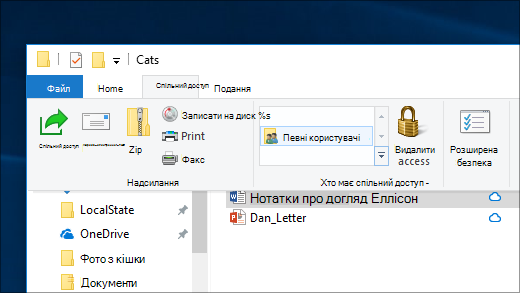 Cats
Файл
Home
Спільний доступ
Подання
Спільний доступ
Zip
Записати на диск %s
Print
Факс
Надсилання
Певні користувачі
Хто має спільний доступ -
Видалити
access
Розширена
безпека
LocalState
OneDrive
Фото з кішки
Документи
Нотатки про догляд Еллісон
Dan_Letter